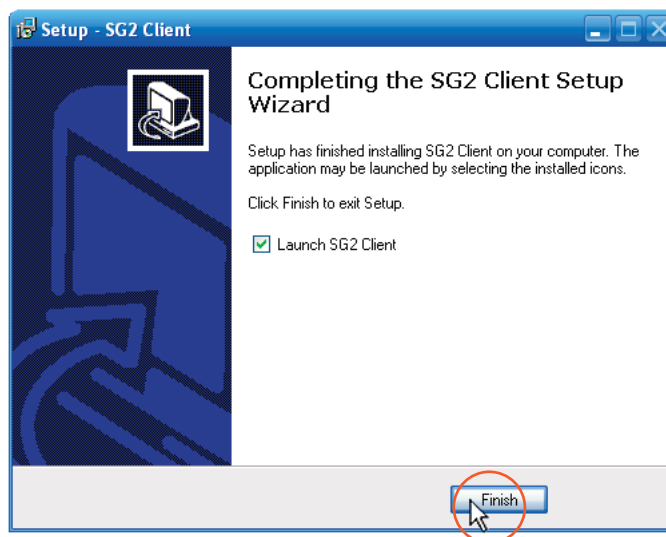 Setup - SG2 Client
Completing the SG2 Client Setup
Wizard
Setup has finished installing SG2 Client on your computer. The
application may be launched by selecting the installed icons.
Click Finish to exit Setup.
Launch SG2 Client
Finish